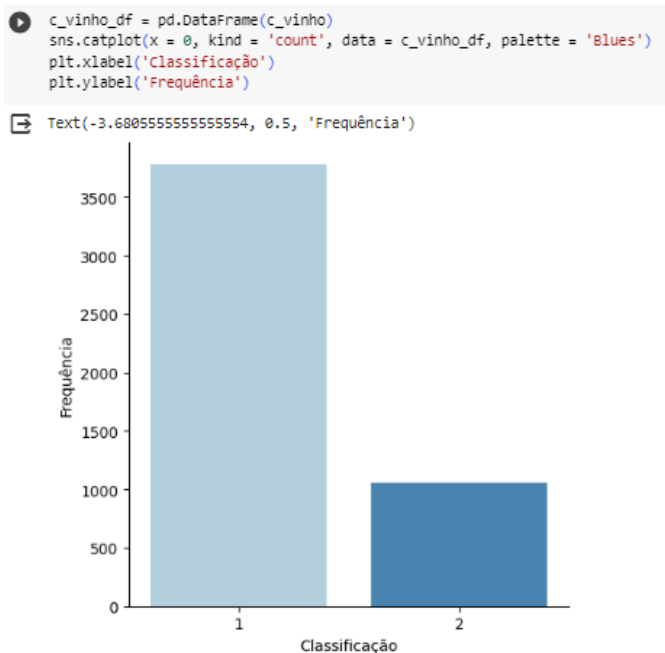 c_vinho_df = pd.DataFrame(c_vinho)
sns.catplot(x = 0, kind = 'count', data = c_vinho_df, palette = 'Blues')
plt.xlabel('Classificação')
plt.ylabel('Frequência')
Text(-3.6805555555555554, 0.5, 'Frequência')
3500
3000
2500
2000
1500
1000
500
0
Frequência
1 2
Classificação